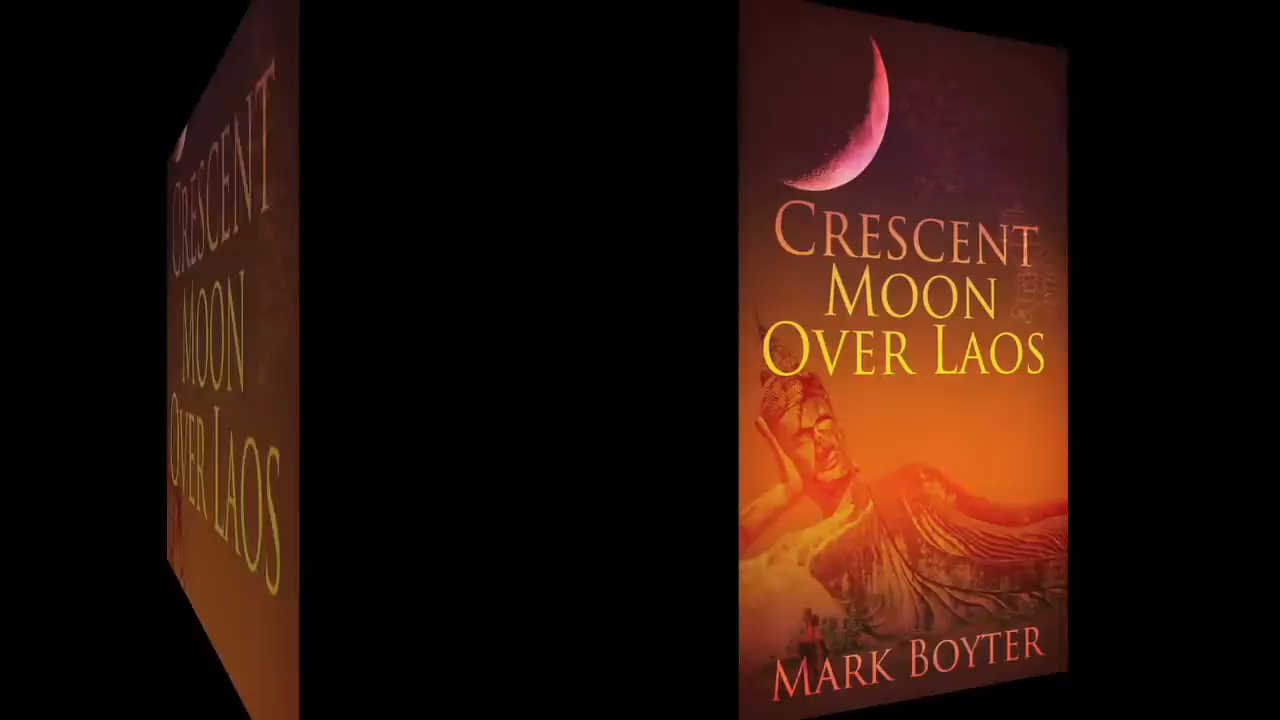 CRESCENT
MOON
OVER LAOS
CRESCENT
MOON
OVER LAOS
MARK BOYTER